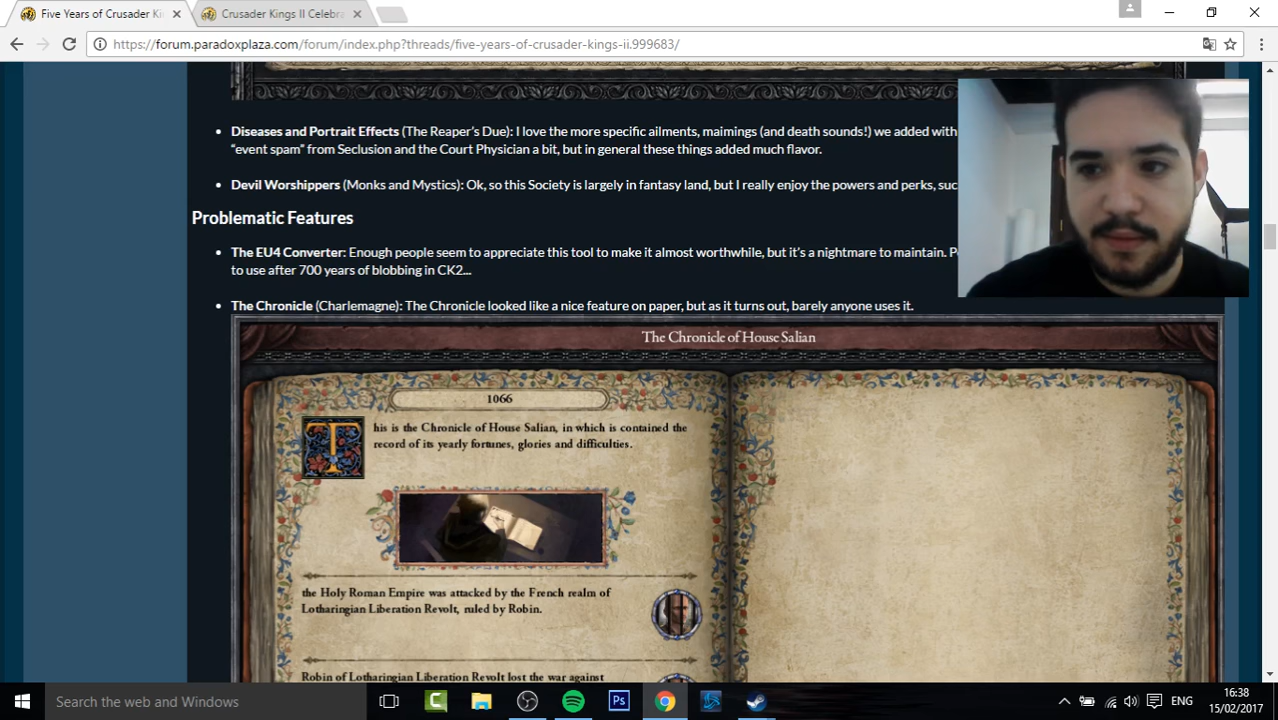 Five Years of Crusader Ki
Crusader Kings II Celebra
https://forum.paradoxplaza.com/forum/index.php?threads/five-years-of-crusader-kings-ii.999683/
Diseases and Portrait Effects (The Reaper's Due): I love the more specific ailments, maimings (and death sounds!) we added with
"event spam" from Seclusion and the Court Physician a bit, but in general these things added much flavor.
Devil Worshippers (Monks and Mystics): Ok, so this Society is largely in fantasy land, but I really enjoy the powers and perks, suc
Problematic Features
The EU4 Converter: Enough people seem to appreciate this tool to make it almost worthwhile, but it's a nightmare to maintain. P
to use after 700 years of blobbing in CK2...
The Chronicle (Charlemagne): The Chronicle looked like a nice feature on paper, but as it turns out, barely anyone uses it.
The Chronicle of House Salian
1066
This is the Chronicle of House Salian, in which is contained the
record of its yearly fortunes, glories and difficulties.
the Holy Roman Empire was attacked by the French realm of
Lotharingian Liberation Revolt, ruled by Robin.
Robin of Lotharingian Liberation Revolt lost the war against
Search the web and Windows
Ps
ENG
16:38
15/02/2017